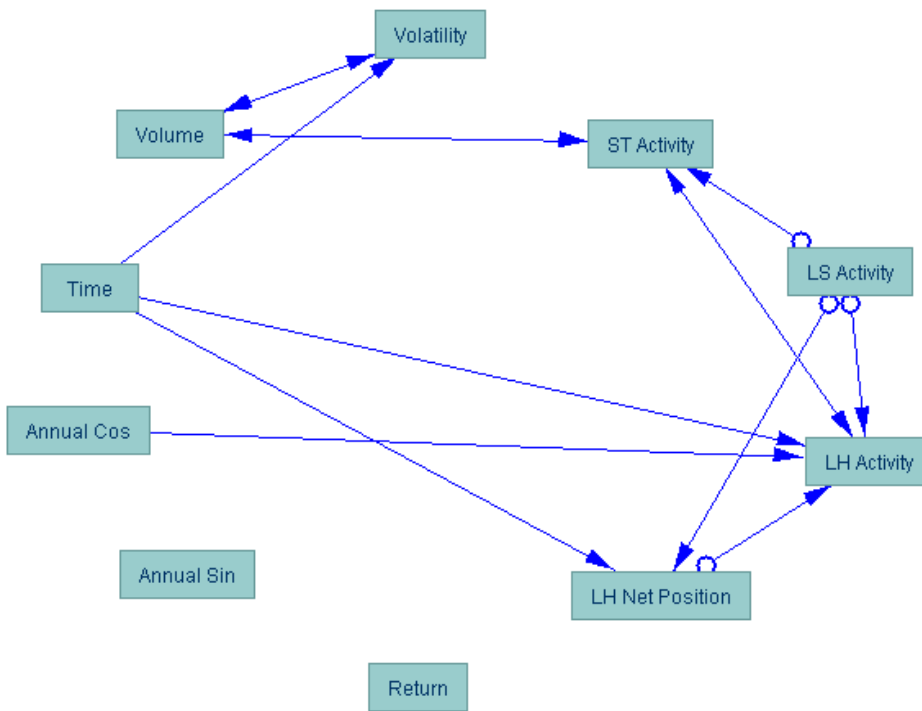 Volatility
Volume
ST Activity
LS Activity
Time
Annual Cos
LH Activity
Annual Sin
LH Net Position
Return